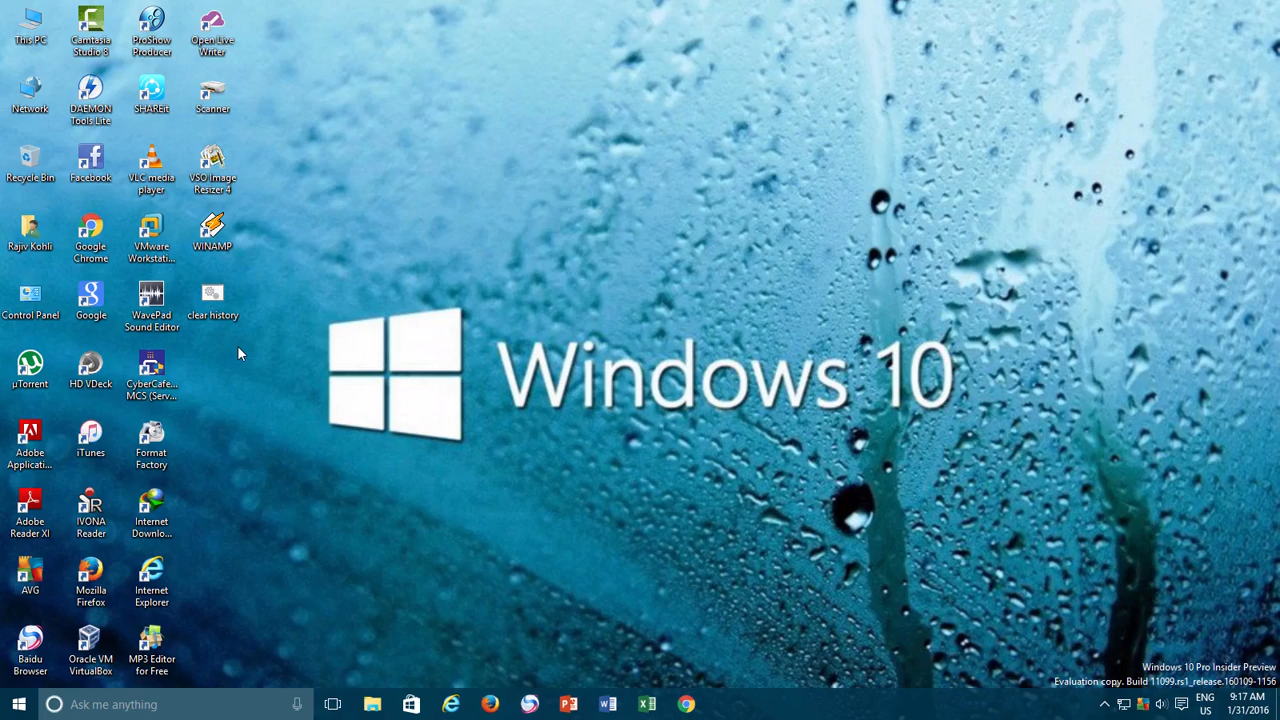 This PC
Camtasia
Studio 8
ProShow
Producer
Open Live
Writer
Network
DAEMON
Tools Lite
SHAREit
Scanner
Recycle Bin
Facebook
VLC media
player
VSO Image
Resizer 4
Rajiv Kohli
Google
Chrome
VMware
Workstati...
WINAMP
Control Panel
Google
WavePad
Sound Editor
clear history
µTorrent
HD VDeck
CyberCafe...
MCS (Serv...
Adobe
Applicati...
iTunes
Format
Factory
Adobe
Reader XI
IVONA
Reader
Internet
Downlo...
AVG
Mozilla
Firefox
Internet
Explorer
Baidu
Browser
Oracle VM
VirtualBox
MP3 Editor
for Free
Windows 10
Windows 10 Pro Insider Preview
Evaluation copy. Build 11099.rs1_release.160109-1156
Ask me anything
ENG
US
9:17 AM
1/31/2016